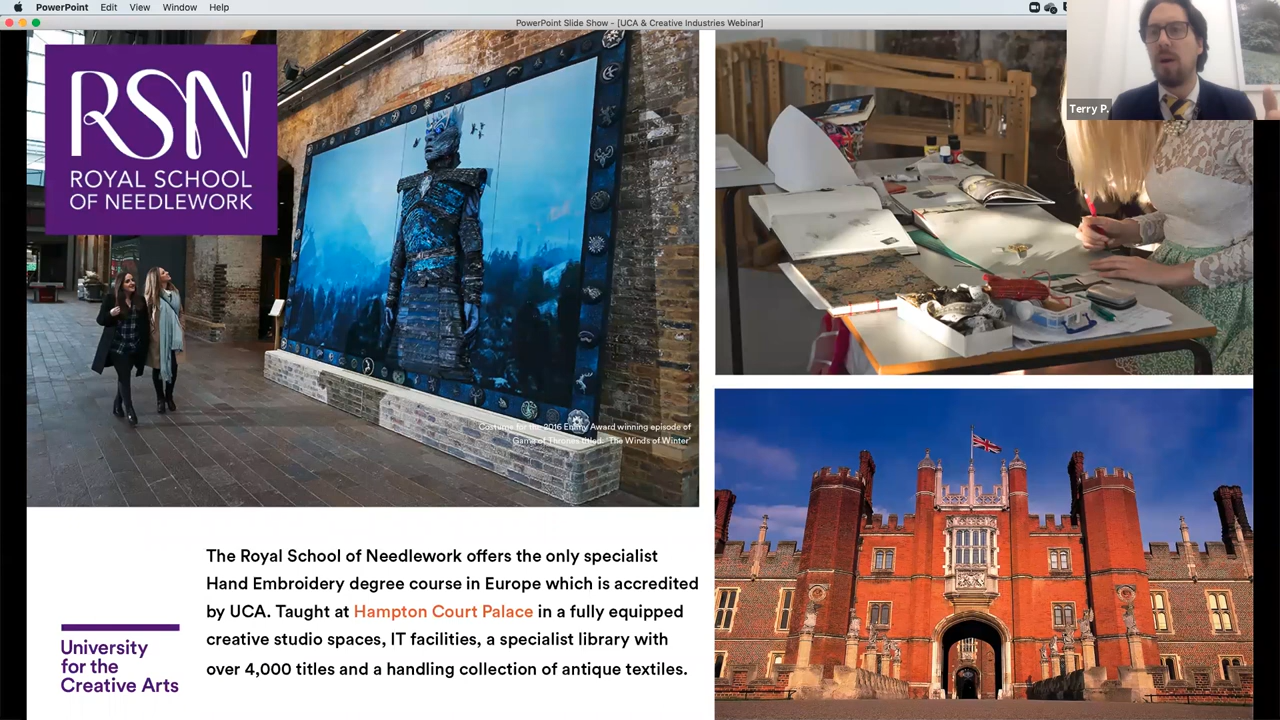 PowerPoint Edit View Window Help
PowerPoint Slide Show - [UCA & Creative Industries Webinar]
RSN
ROYAL SCHOOL
OF NEEDLEWORK
Terry P.
Costume for the 2016 Emmy Award winning episode of
Game of Thrones titled: 'The Winds of Winter'
The Royal School of Needlework offers the only specialist
Hand Embroidery degree course in Europe which is accredited
by UCA. Taught at Hampton Court Palace in a fully equipped
creative studio spaces, IT facilities, a specialist library with
over 4,000 titles and a handling collection of antique textiles.
University
for the
Creative Arts